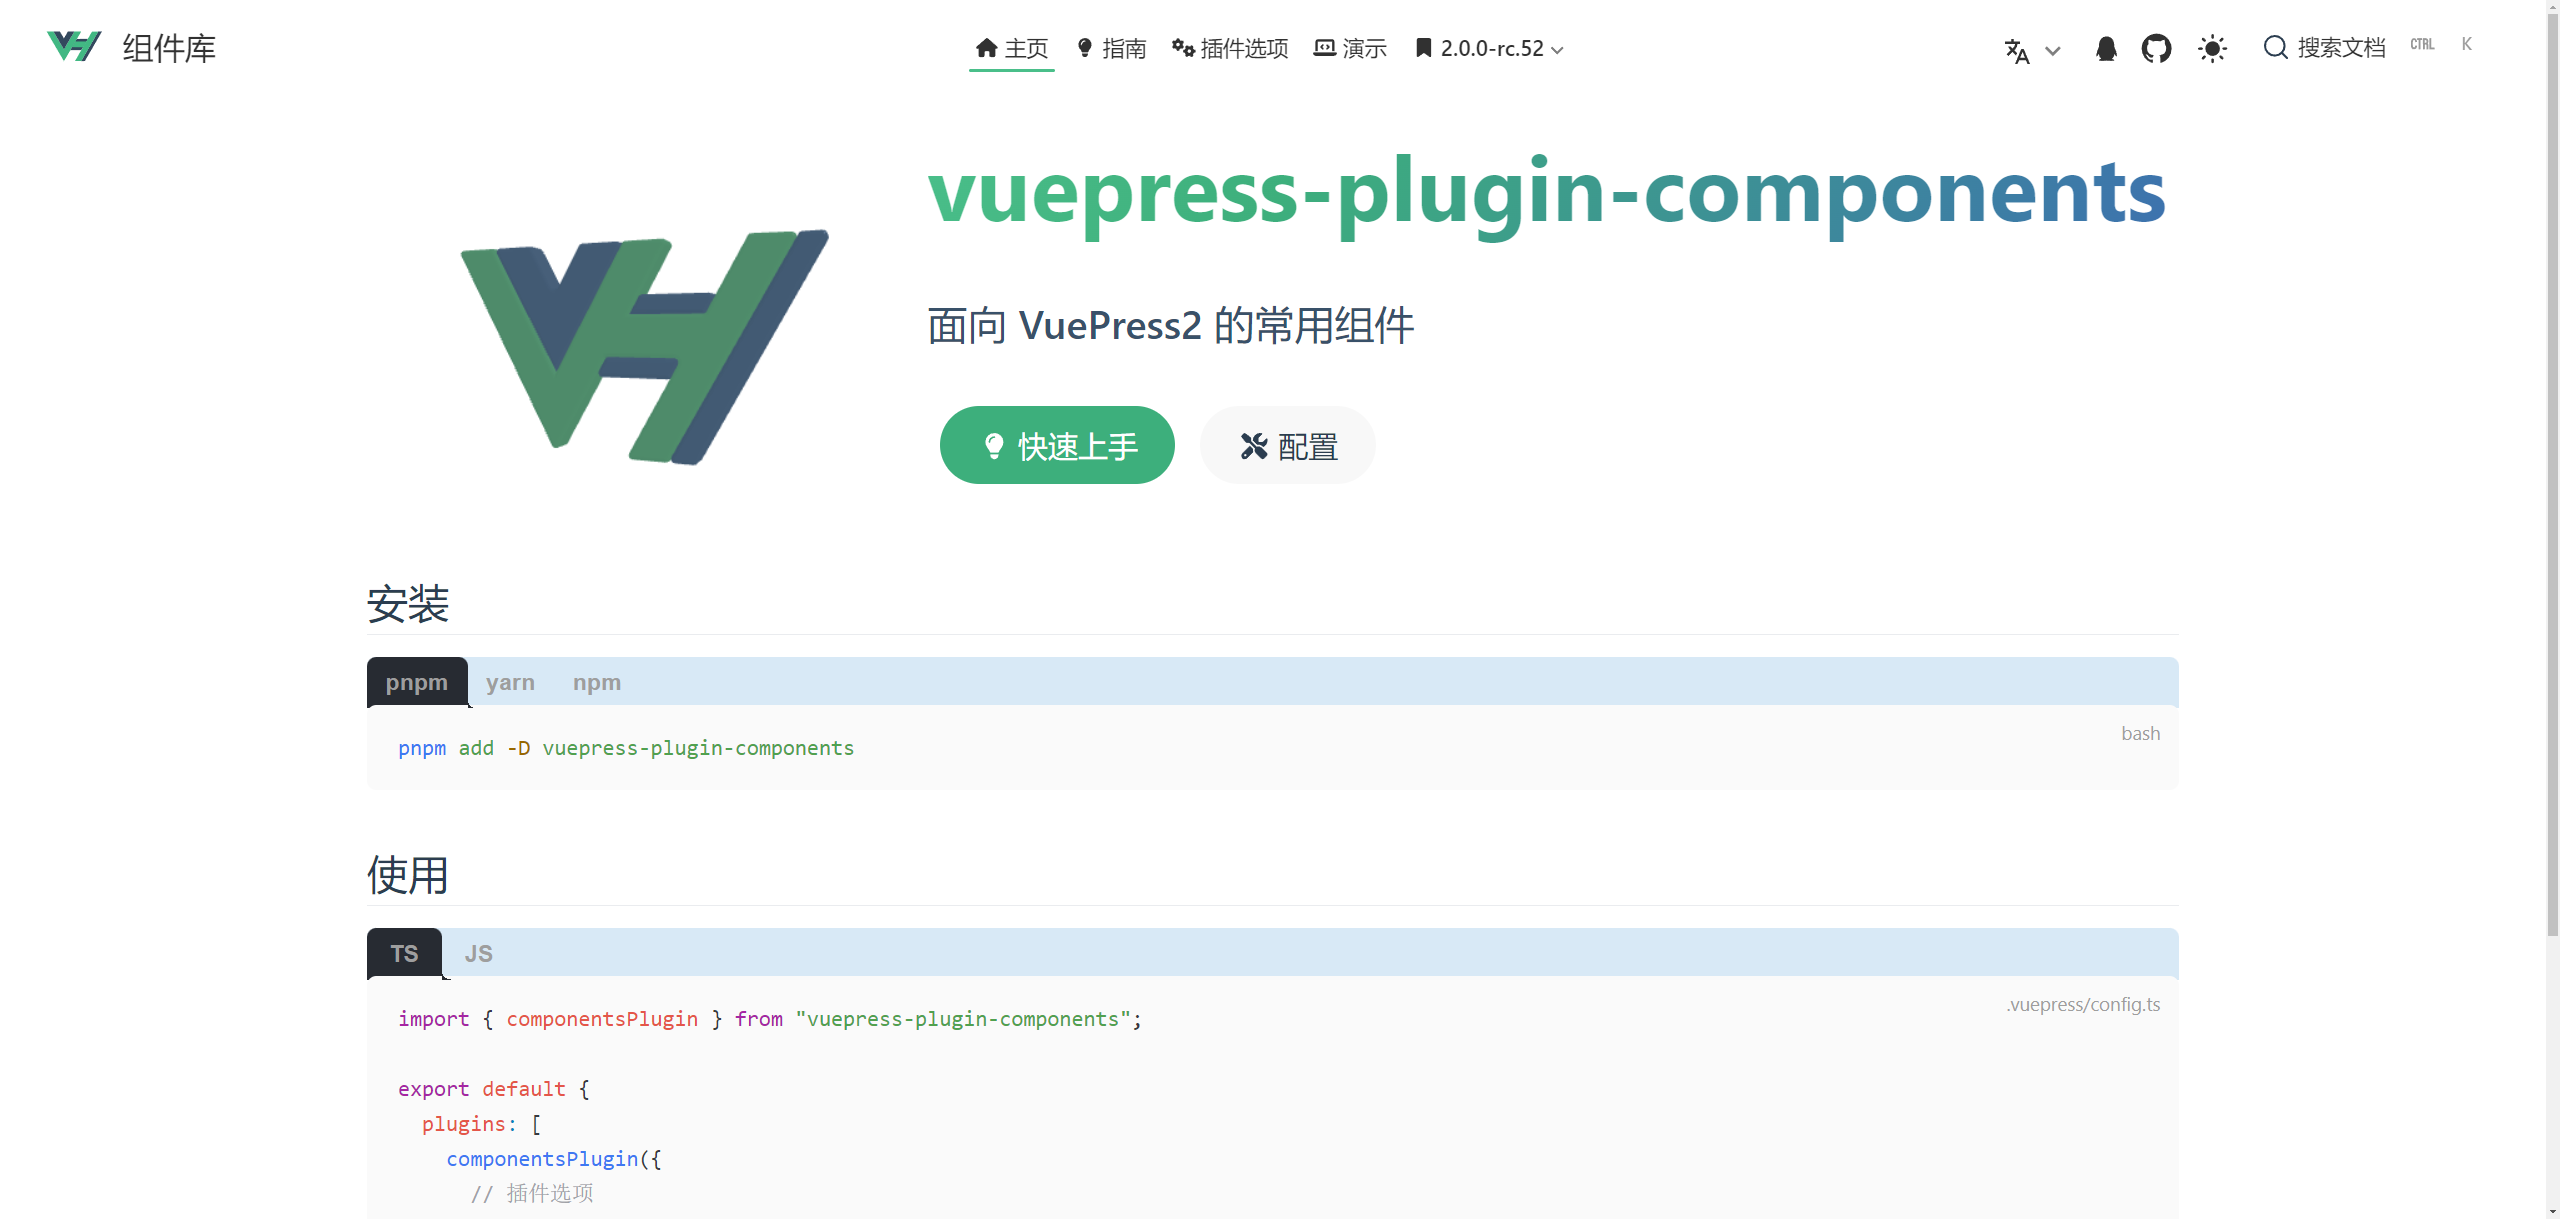 组件库
主页 指南 插件选项 演示 2.0.0-rc.52
搜索文档 CTRL K
vuepress-plugin-components
面向 VuePress2 的常用组件
快速上手 配置
安装
pnpm yarn npm
bash
pnpm add -D vuepress-plugin-components
使用
TS JS
.vuepress/config.ts
import { componentsPlugin } from "vuepress-plugin-components";
export default {
plugins: [
componentsPlugin({
// 插件选项